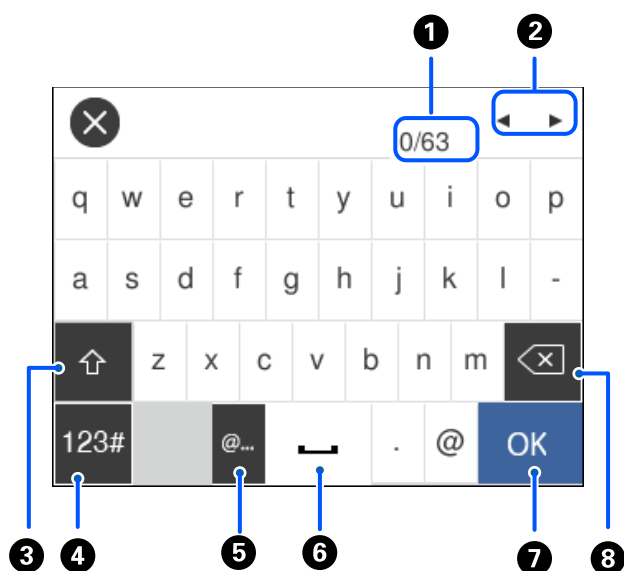 1 2
0/63
q w e r t y u i o p
a s d f g h j k l -
z x c v b n m
123# @... . @ OK
3 4 5 6 7 8